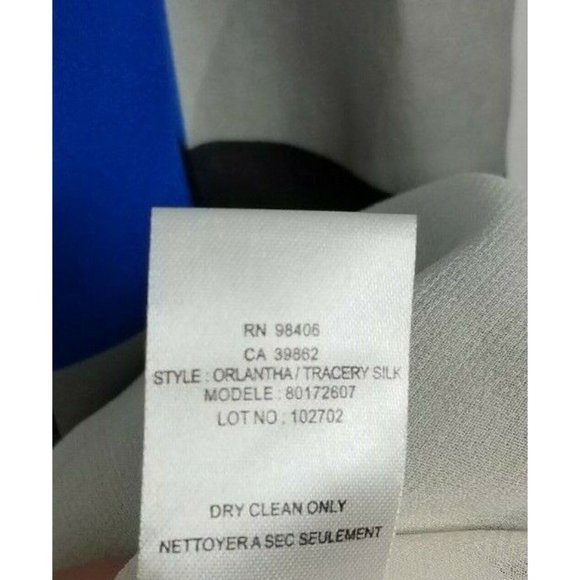 RN 98406
CA 39862
STYLE : ORLANTHA / TRACERY SILK
MODELE : 80172607
LOT NO : 102702
DRY CLEAN ONLY
NETTOYER A SEC SEULEMENT